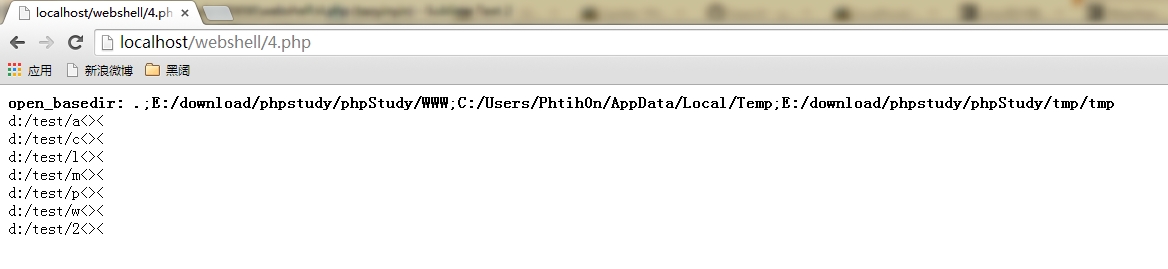 localhost/webshell/4.ph
localhost/webshell/4.php
应用 新浪微博 黑阔
open_basedir: .;E:/download/phpstudy/phpStudy/WWW;C:/Users/Phtih0n/AppData/Local/Temp;E:/download/phpstudy/phpStudy/tmp/tmp
d:/test/a<><
d:/test/c<><
d:/test/l<><
d:/test/m<><
d:/test/p<><
d:/test/w<><
d:/test/2<><